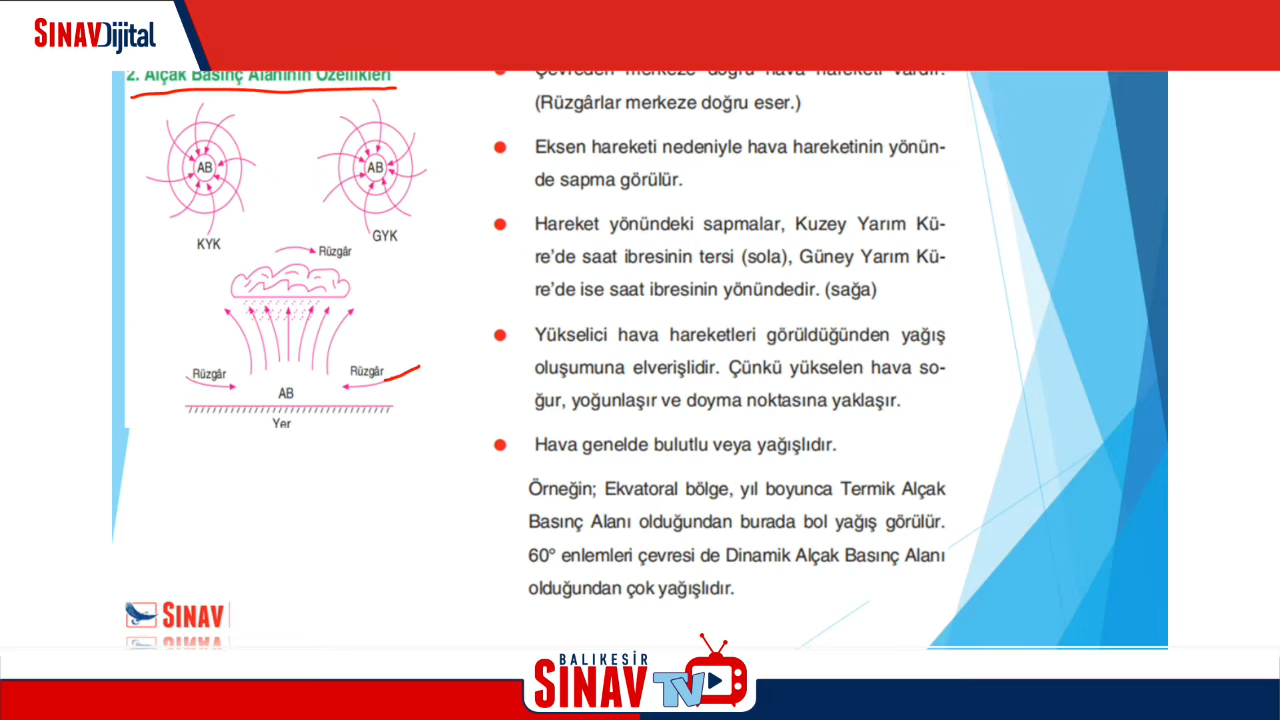 SINAVDijital
2. Alçak Basınç Alanının Özellikleri
AB
AB
KYK
GYK
Rüzgâr
Rüzgâr
Rüzgâr
AB
Yer
Çevreden merkeze doğru hava hareketi vardır.
(Rüzgârlar merkeze doğru eser.)
Eksen hareketi nedeniyle hava hareketinin yönün-
de sapma görülür.
Hareket yönündeki sapmalar, Kuzey Yarım Kü-
re’de saat ibresinin tersi (sola), Güney Yarım Kü-
re’de ise saat ibresinin yönündedir. (sağa)
Yükselici hava hareketleri görüldüğünden yağış
oluşumuna elverişlidir. Çünkü yükselen hava so-
ğur, yoğunlaşır ve doyma noktasına yaklaşır.
Hava genelde bulutlu veya yağışlıdır.
Örneğin; Ekvatoral bölge, yıl boyunca Termik Alçak
Basınç Alanı olduğundan burada bol yağış görülür.
60° enlemleri çevresi de Dinamik Alçak Basınç Alanı
olduğundan çok yağışlıdır.
SINAV
BALIKESİR
SINAV TV